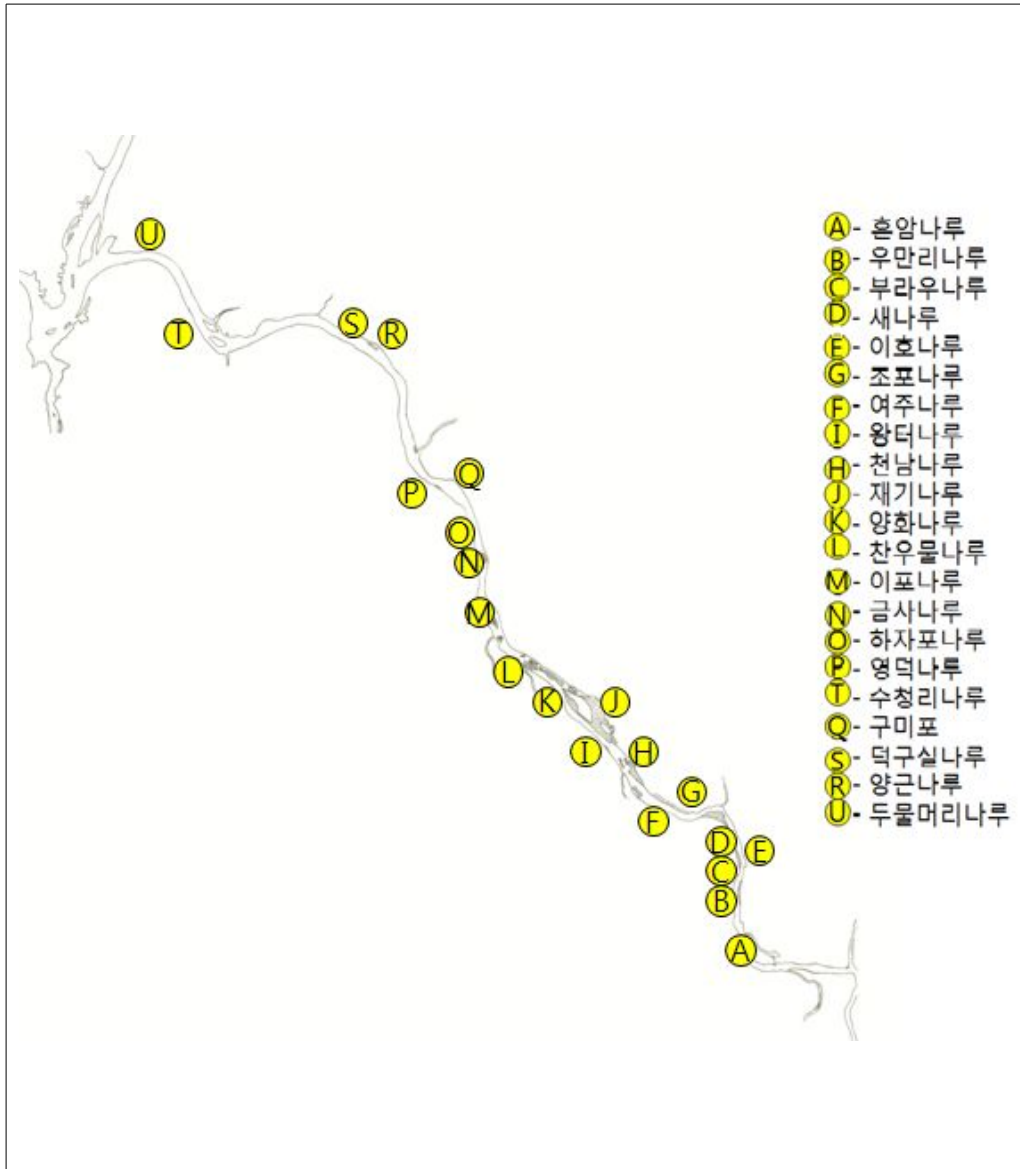 U
S
R
T
Q
P
O
N
M
L
K
J
I
H
G
F
D
E
C
B
A
A - 흔암나루
B - 우만리나루
C - 부라우나루
D - 새나루
E - 이호나루
G - 조포나루
F - 여주나루
I - 왕터나루
H - 천남나루
J - 재기나루
K - 양화나루
L - 찬우물나루
M - 이포나루
N - 금사나루
O - 하자포나루
P - 영덕나루
T - 수청리나루
Q - 구미포
S - 덕구실나루
R - 양근나루
U - 두물머리나루